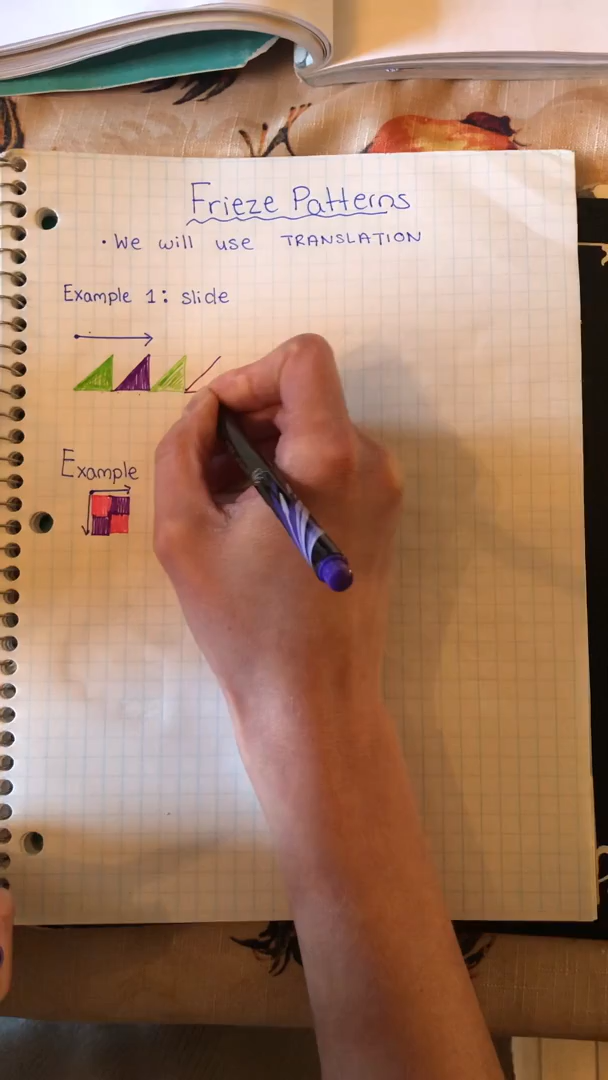 Frieze Patterns
• We will use TRANSLATION
Example 1: slide
Example